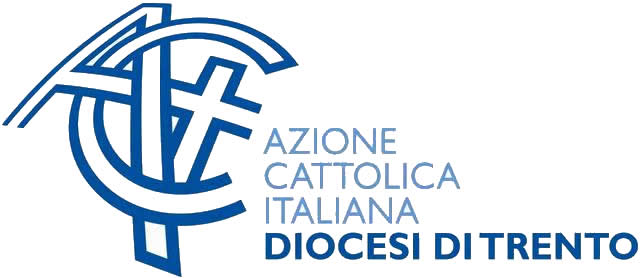 AZIONE
CATTOLICA
ITALIANA
DIOCESI DI TRENTO